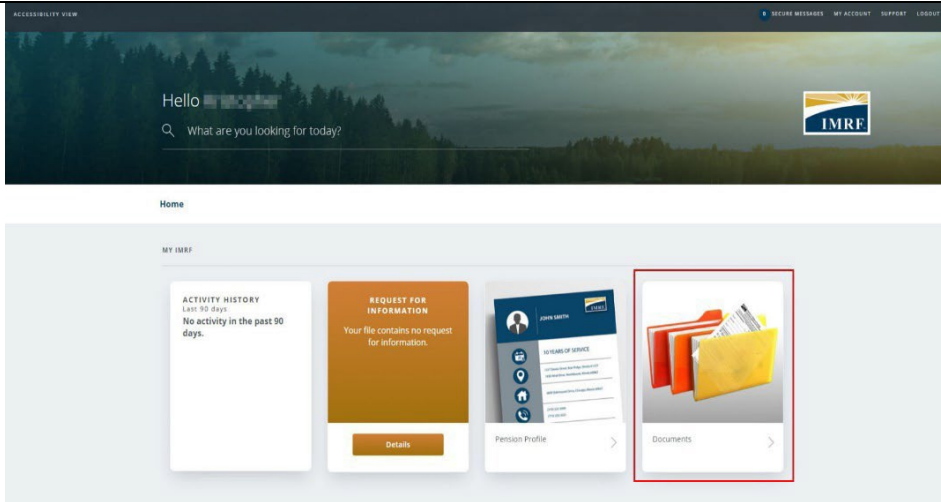 ACCESSIBILITY VIEW
SECURE MESSAGES MY ACCOUNT SUPPORT LOGOUT
Hello
What are you looking for today?
IMRF
Home
MY IMRF
ACTIVITY HISTORY
Last 90 days
No activity in the past 90
days.
REQUEST FOR
INFORMATION
Your file contains no request
for information.
Details
IMRF
JOHN SMITH
10 YEARS OF SERVICE
Pension Profile
Documents